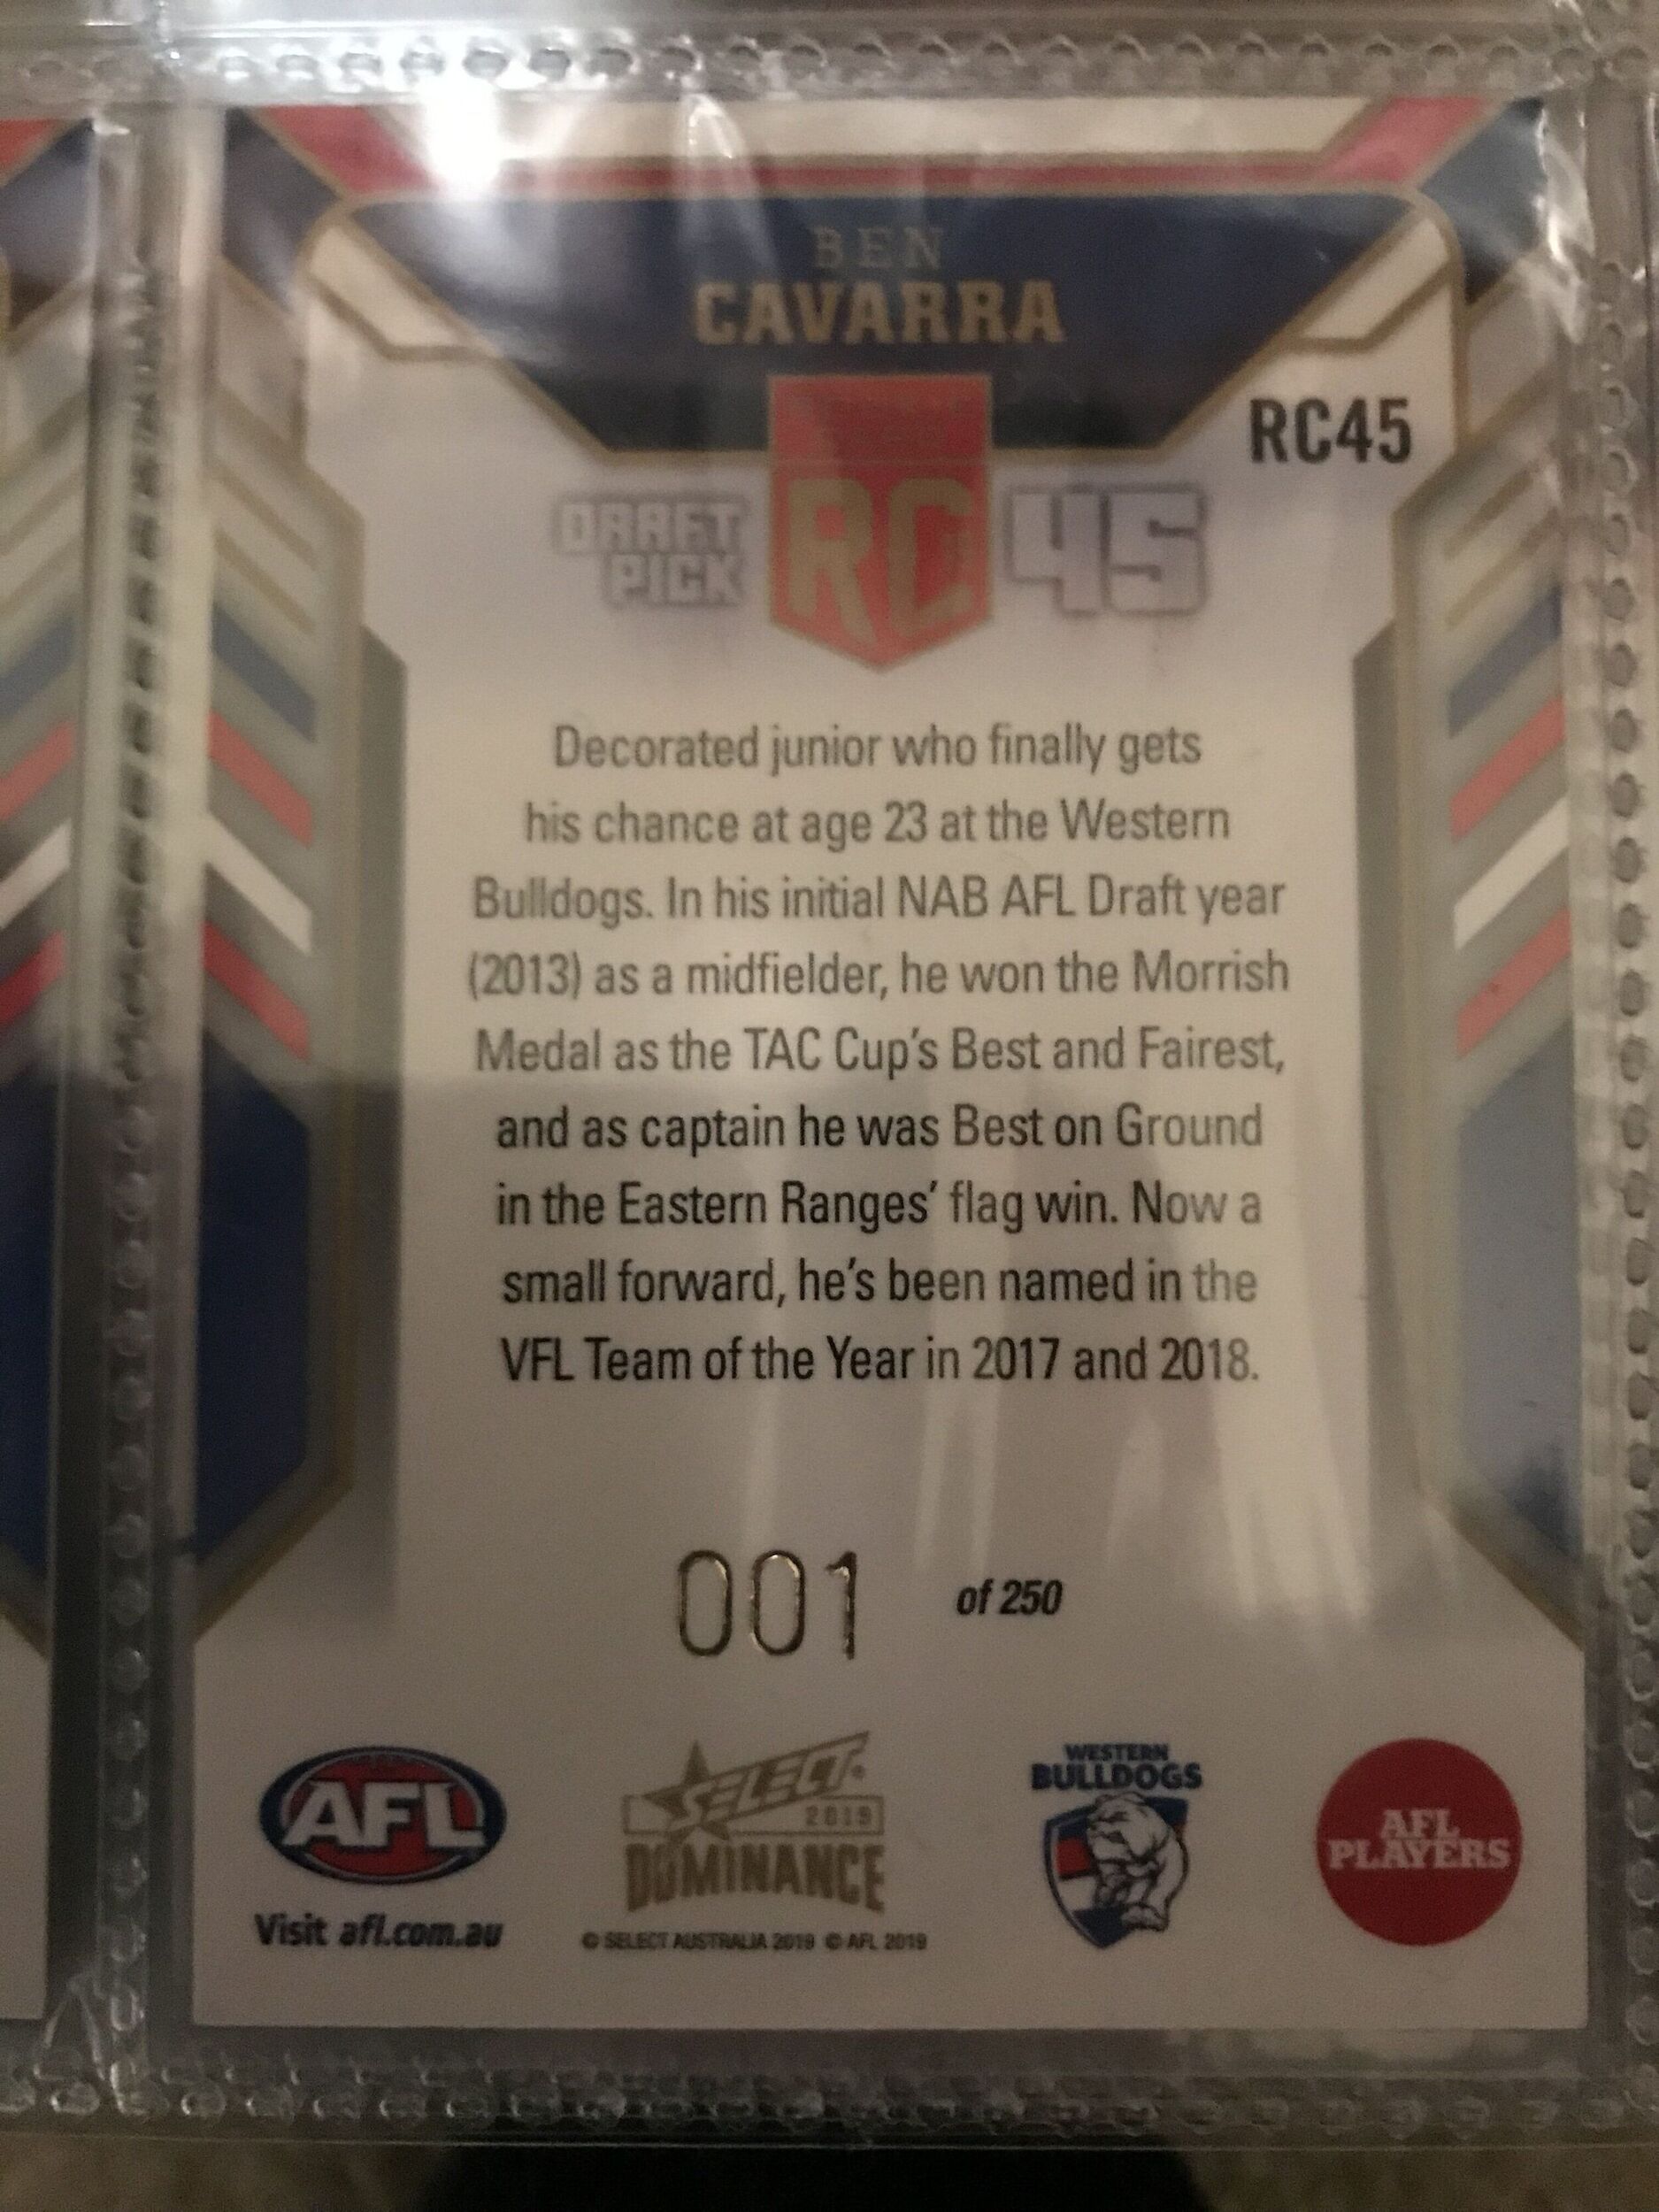 BEN
CAVARRA
RC45
DRAFT PICK RC 45
Decorated junior who finally gets
his chance at age 23 at the Western
Bulldogs. In his initial NAB AFL Draft year
(2013) as a midfielder, he won the Morrish
Medal as the TAC Cup's Best and Fairest,
and as captain he was Best on Ground
in the Eastern Ranges' flag win. Now a
small forward, he's been named in the
VFL Team of the Year in 2017 and 2018.
001 of 250
AFL
Visit afl.com.au
SELECT
2019
DOMINANCE
© SELECT AUSTRALIA 2019 © AFL 2019
WESTERN
BULLDOGS
AFL
PLAYERS